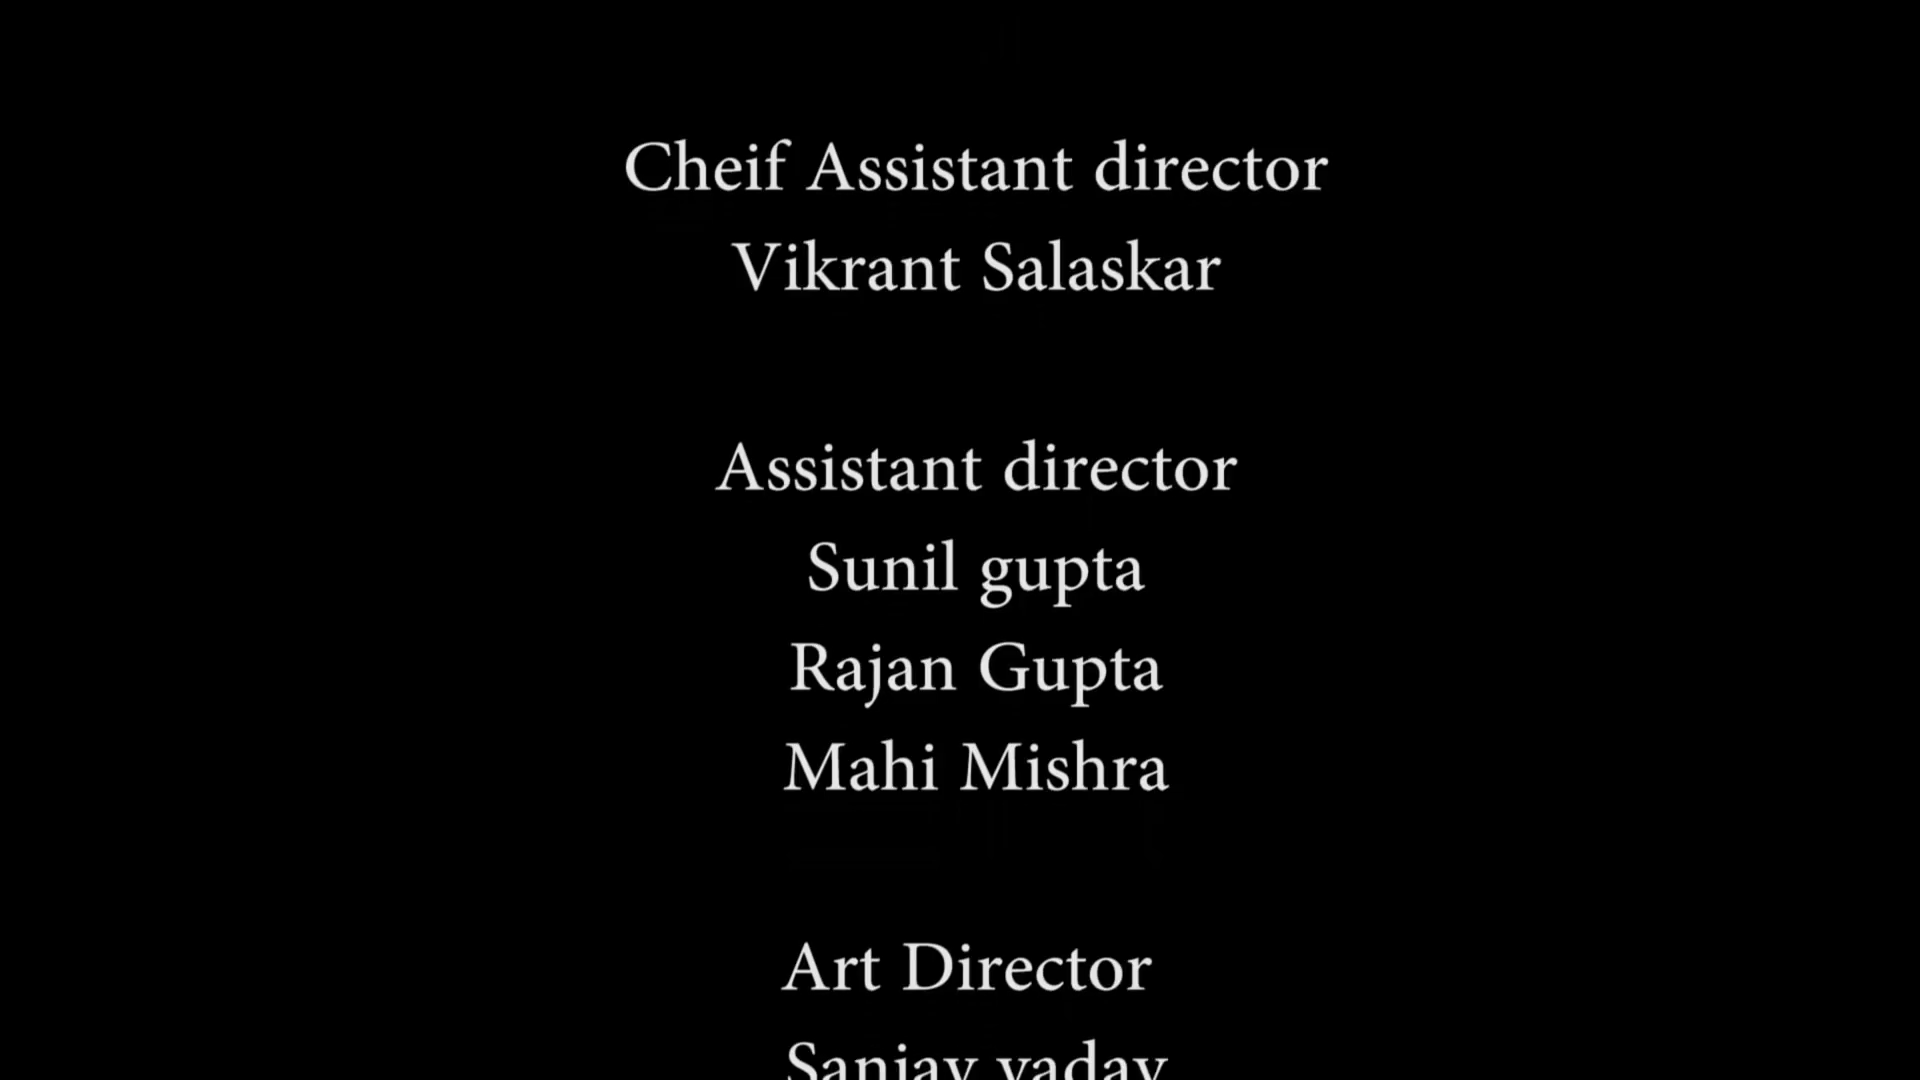 Cheif Assistant director
Vikrant Salaskar
Assistant director
Sunil gupta
Rajan Gupta
Mahi Mishra
Art Director
Sanjay yadav